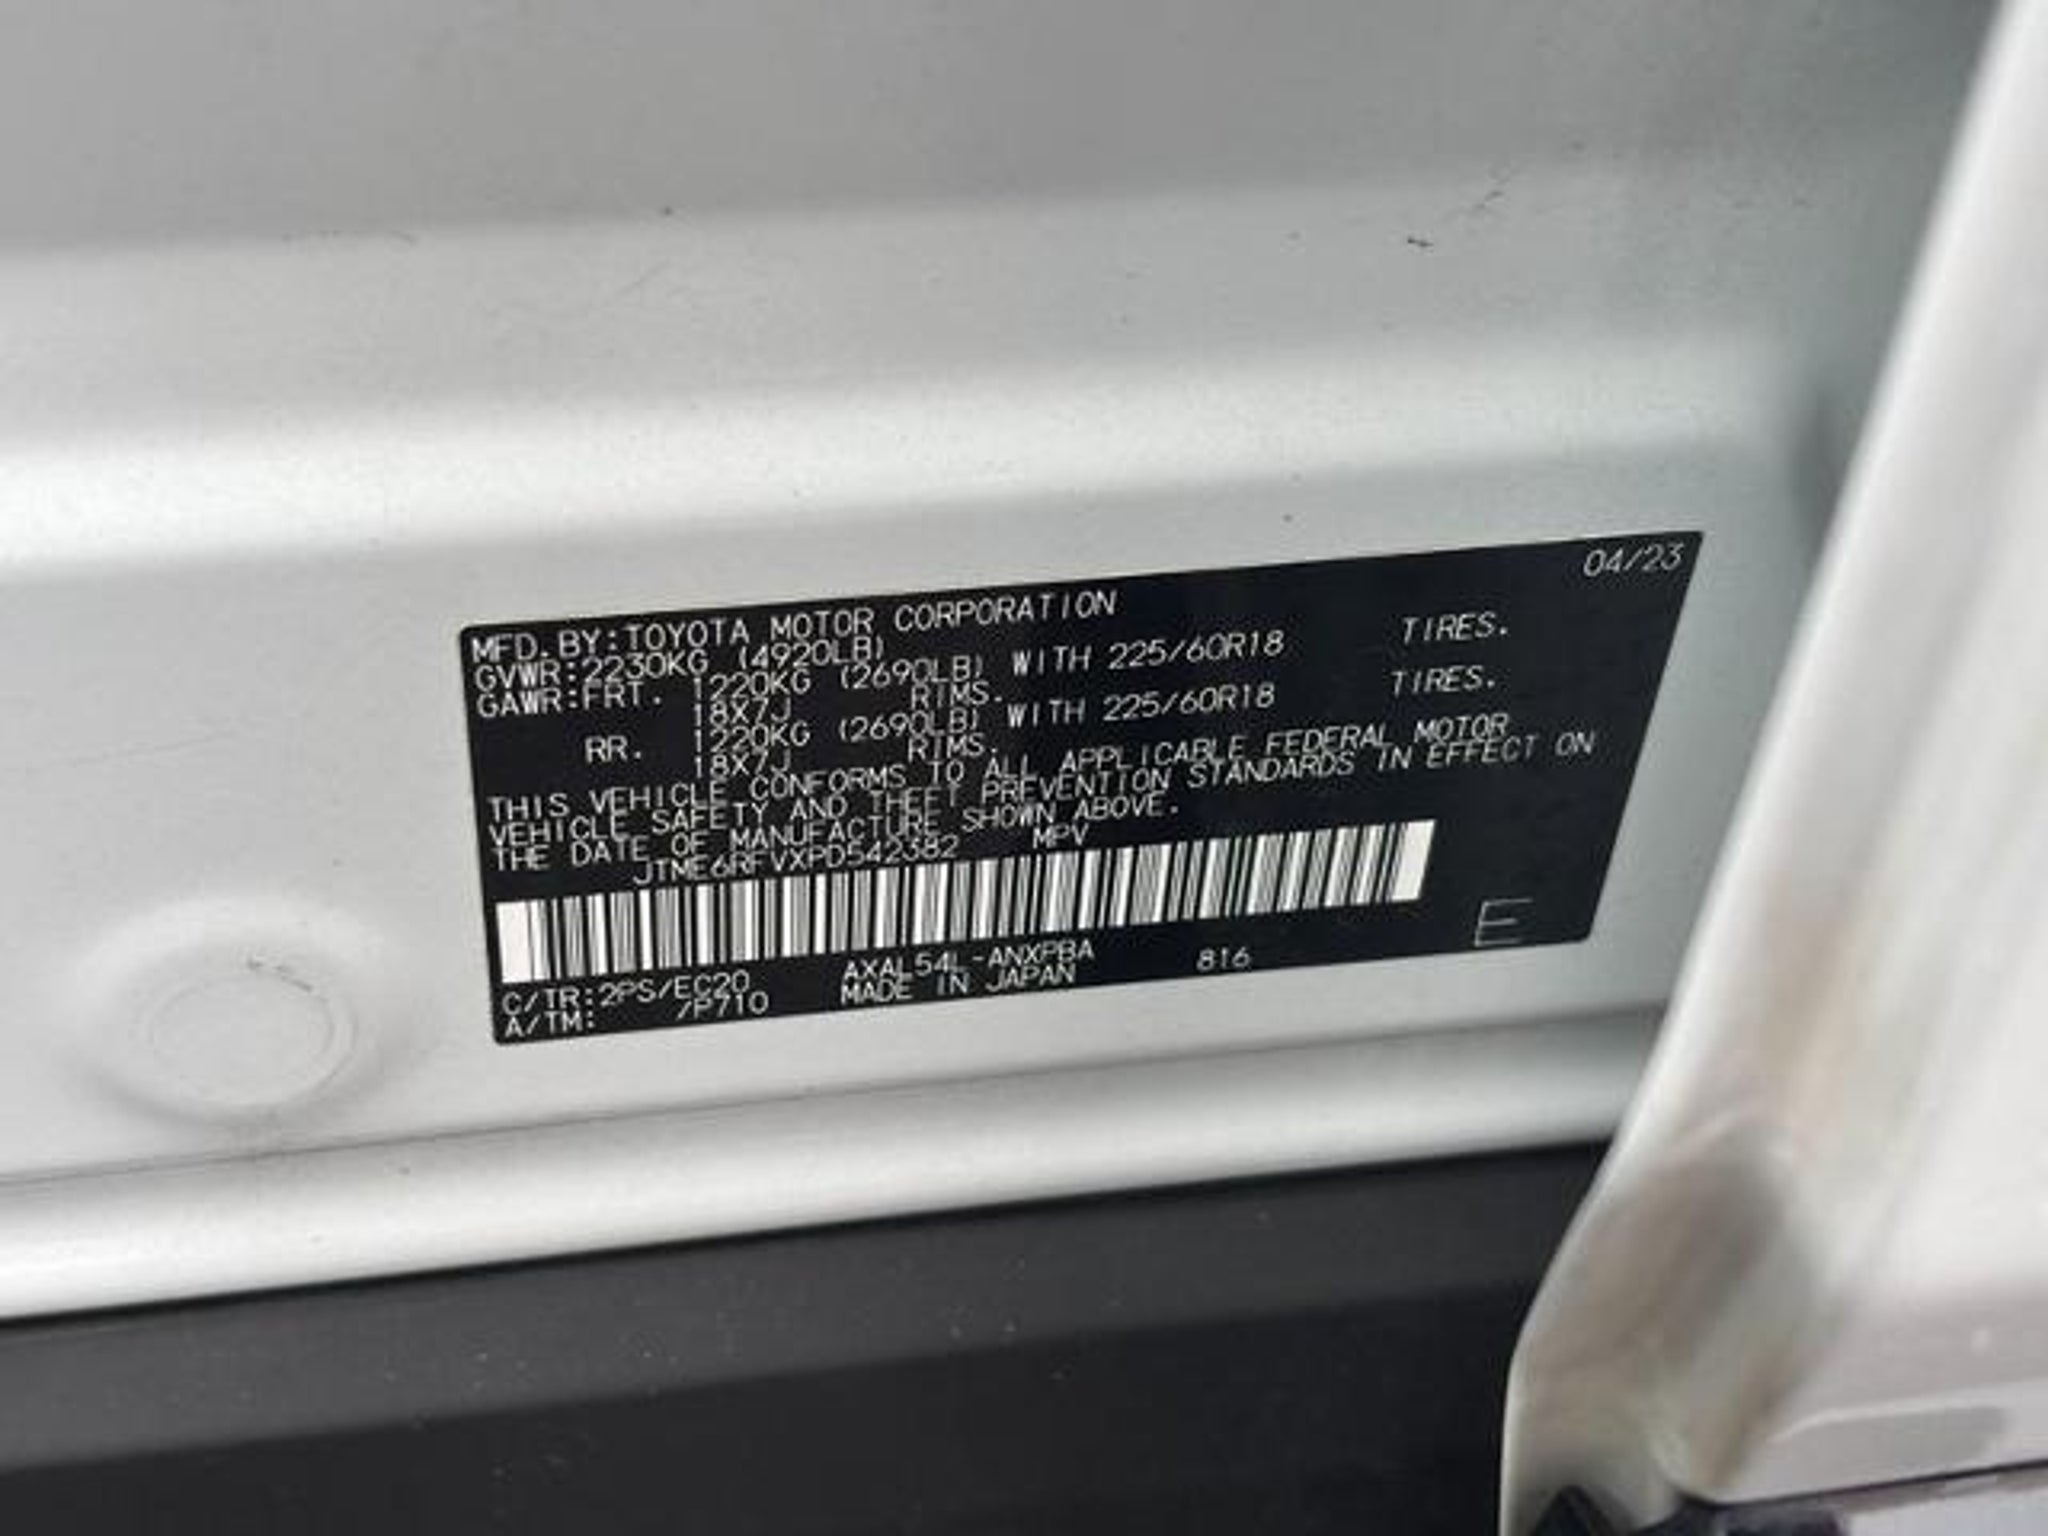 04/23
MFD.BY:TOYOTA MOTOR CORPORATION
GVWR:2230KG (4920LB)
GAWR:FRT. 1220KG (2690LB) WITH 225/60R18 TIRES.
18X7J RIMS.
RR. 1220KG (2690LB) WITH 225/60R18 TIRES.
18X7J RIMS.
THIS VEHICLE CONFORMS TO ALL APPLICABLE FEDERAL MOTOR
VEHICLE SAFETY AND THEFT PREVENTION STANDARDS IN EFFECT ON
THE DATE OF MANUFACTURE SHOWN ABOVE.
JTME6RFVXPD542382 MPV
E
C/TR:2PS/EC20 AXAL54L-ANXPBA 816
A/TM: /P710 MADE IN JAPAN